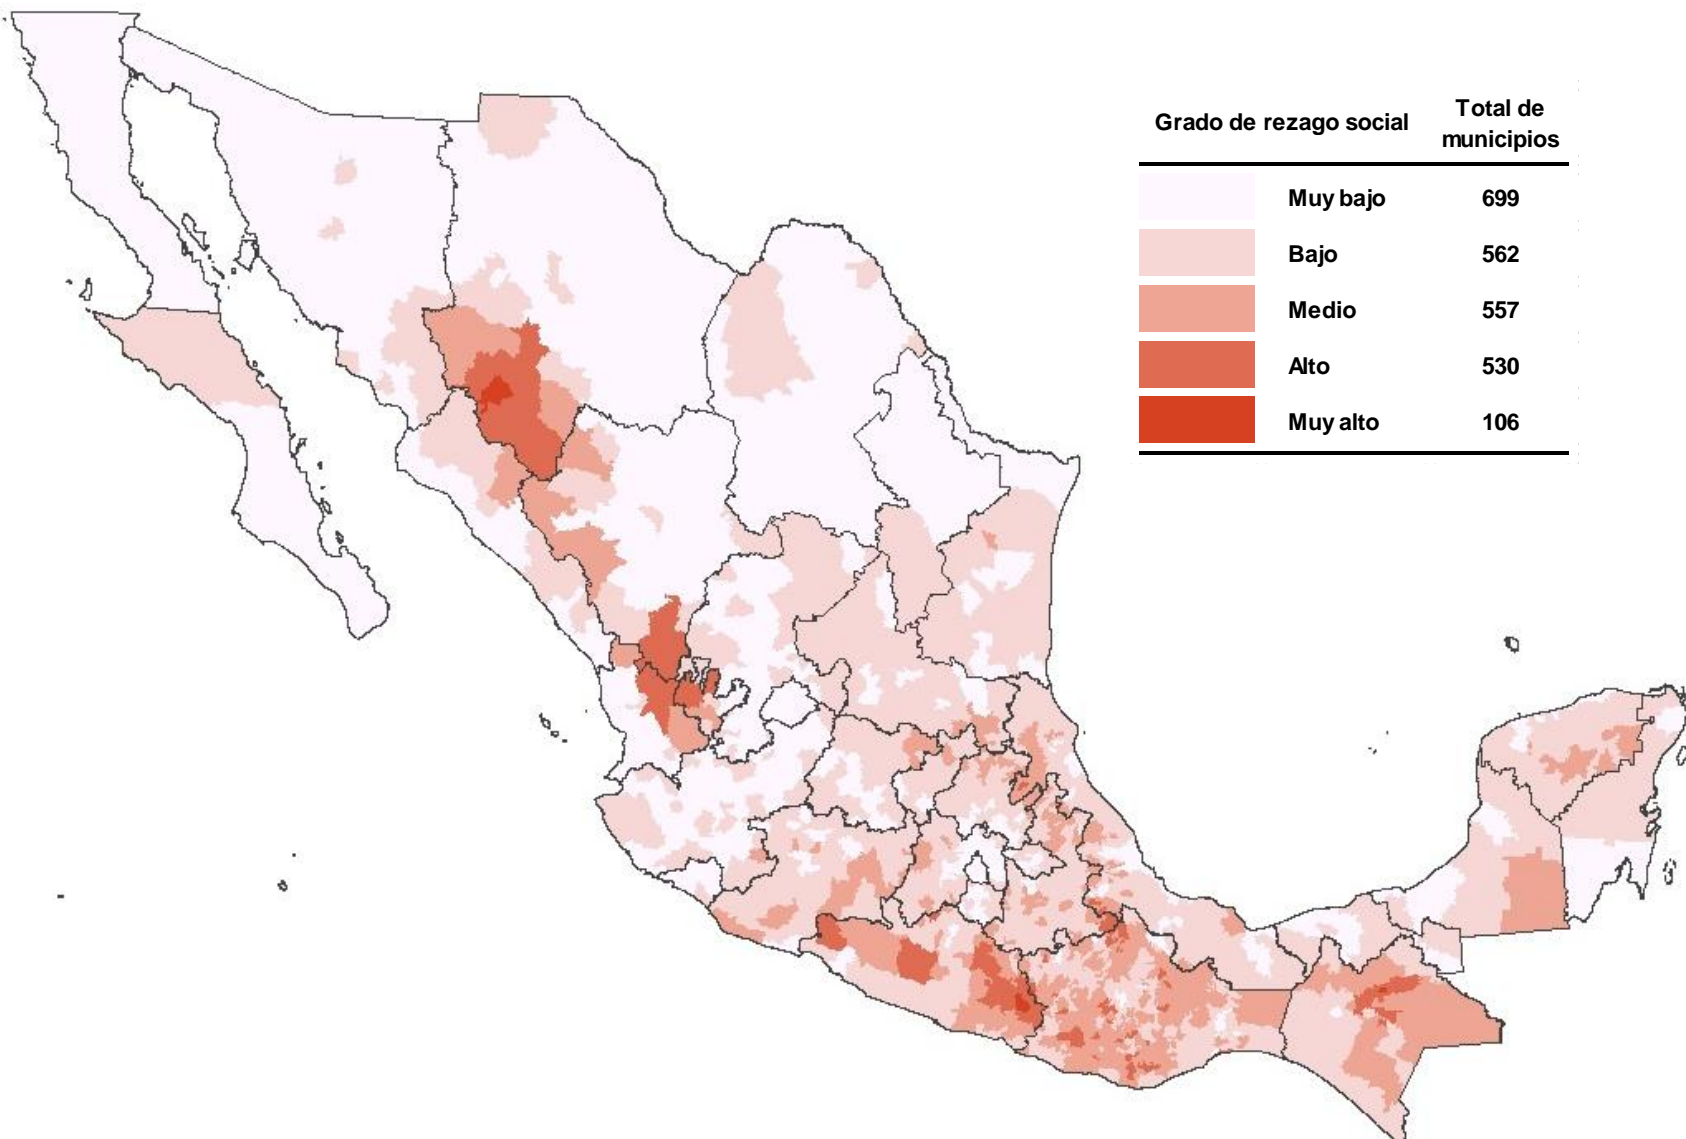 Grado de rezago social Total de municipios
Muy bajo 699
Bajo 562
Medio 557
Alto 530
Muy alto 106